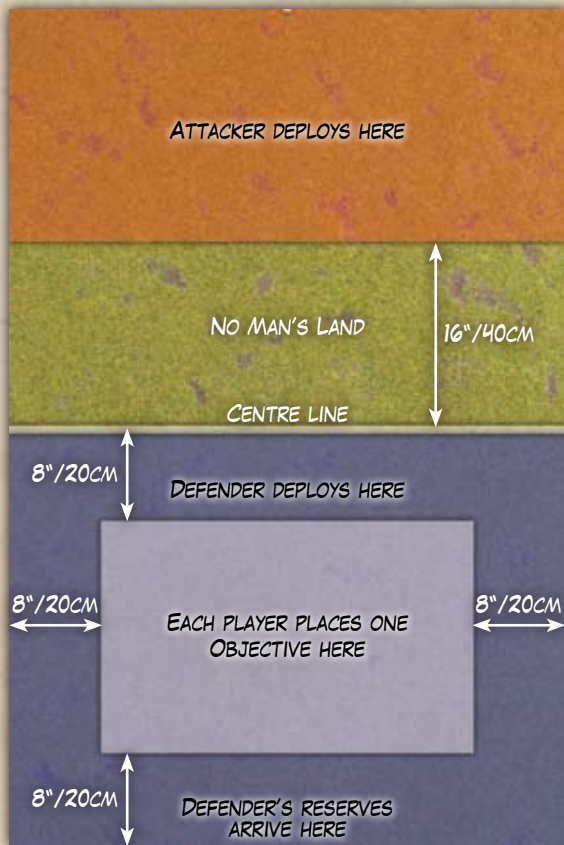 ATTACKER DEPLOYS HERE
NO MAN'S LAND
16"/40CM
CENTRE LINE
8"/20CM
DEFENDER DEPLOYS HERE
8"/20CM
8"/20CM
EACH PLAYER PLACES ONE
OBJECTIVE HERE
8"/20CM
DEFENDER'S RESERVES
ARRIVE HERE